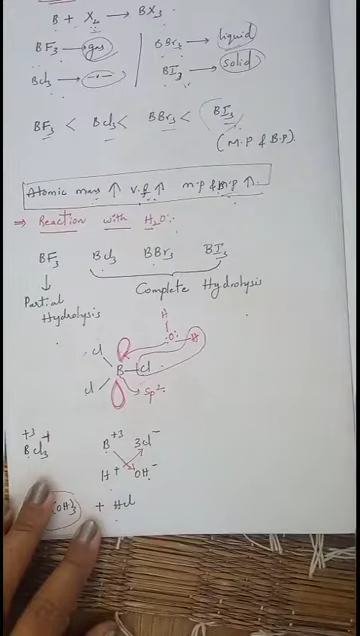 B + X₂ → BX₃
BF₃ → gas
BCl₃ → -〃-
BBr₃ → liquid
BI₃ → solid
BF₃ < BCl₃ < BBr₃ < BI₃
(M.P & B.P).
Atomic mass ↑ v.f ↑ m.p & b.p ↑.
⇒ Reaction with H₂O:
BF₃ BCl₃ BBr₃ BI₃
↓
Partial Hydrolysis
Complete Hydrolysis
H
Cl :O: H
B — Cl
Cl Sp²
+3
BCl₃
B⁺³ 3Cl⁻
H⁺ OH⁻
(OH)₃ + HCl